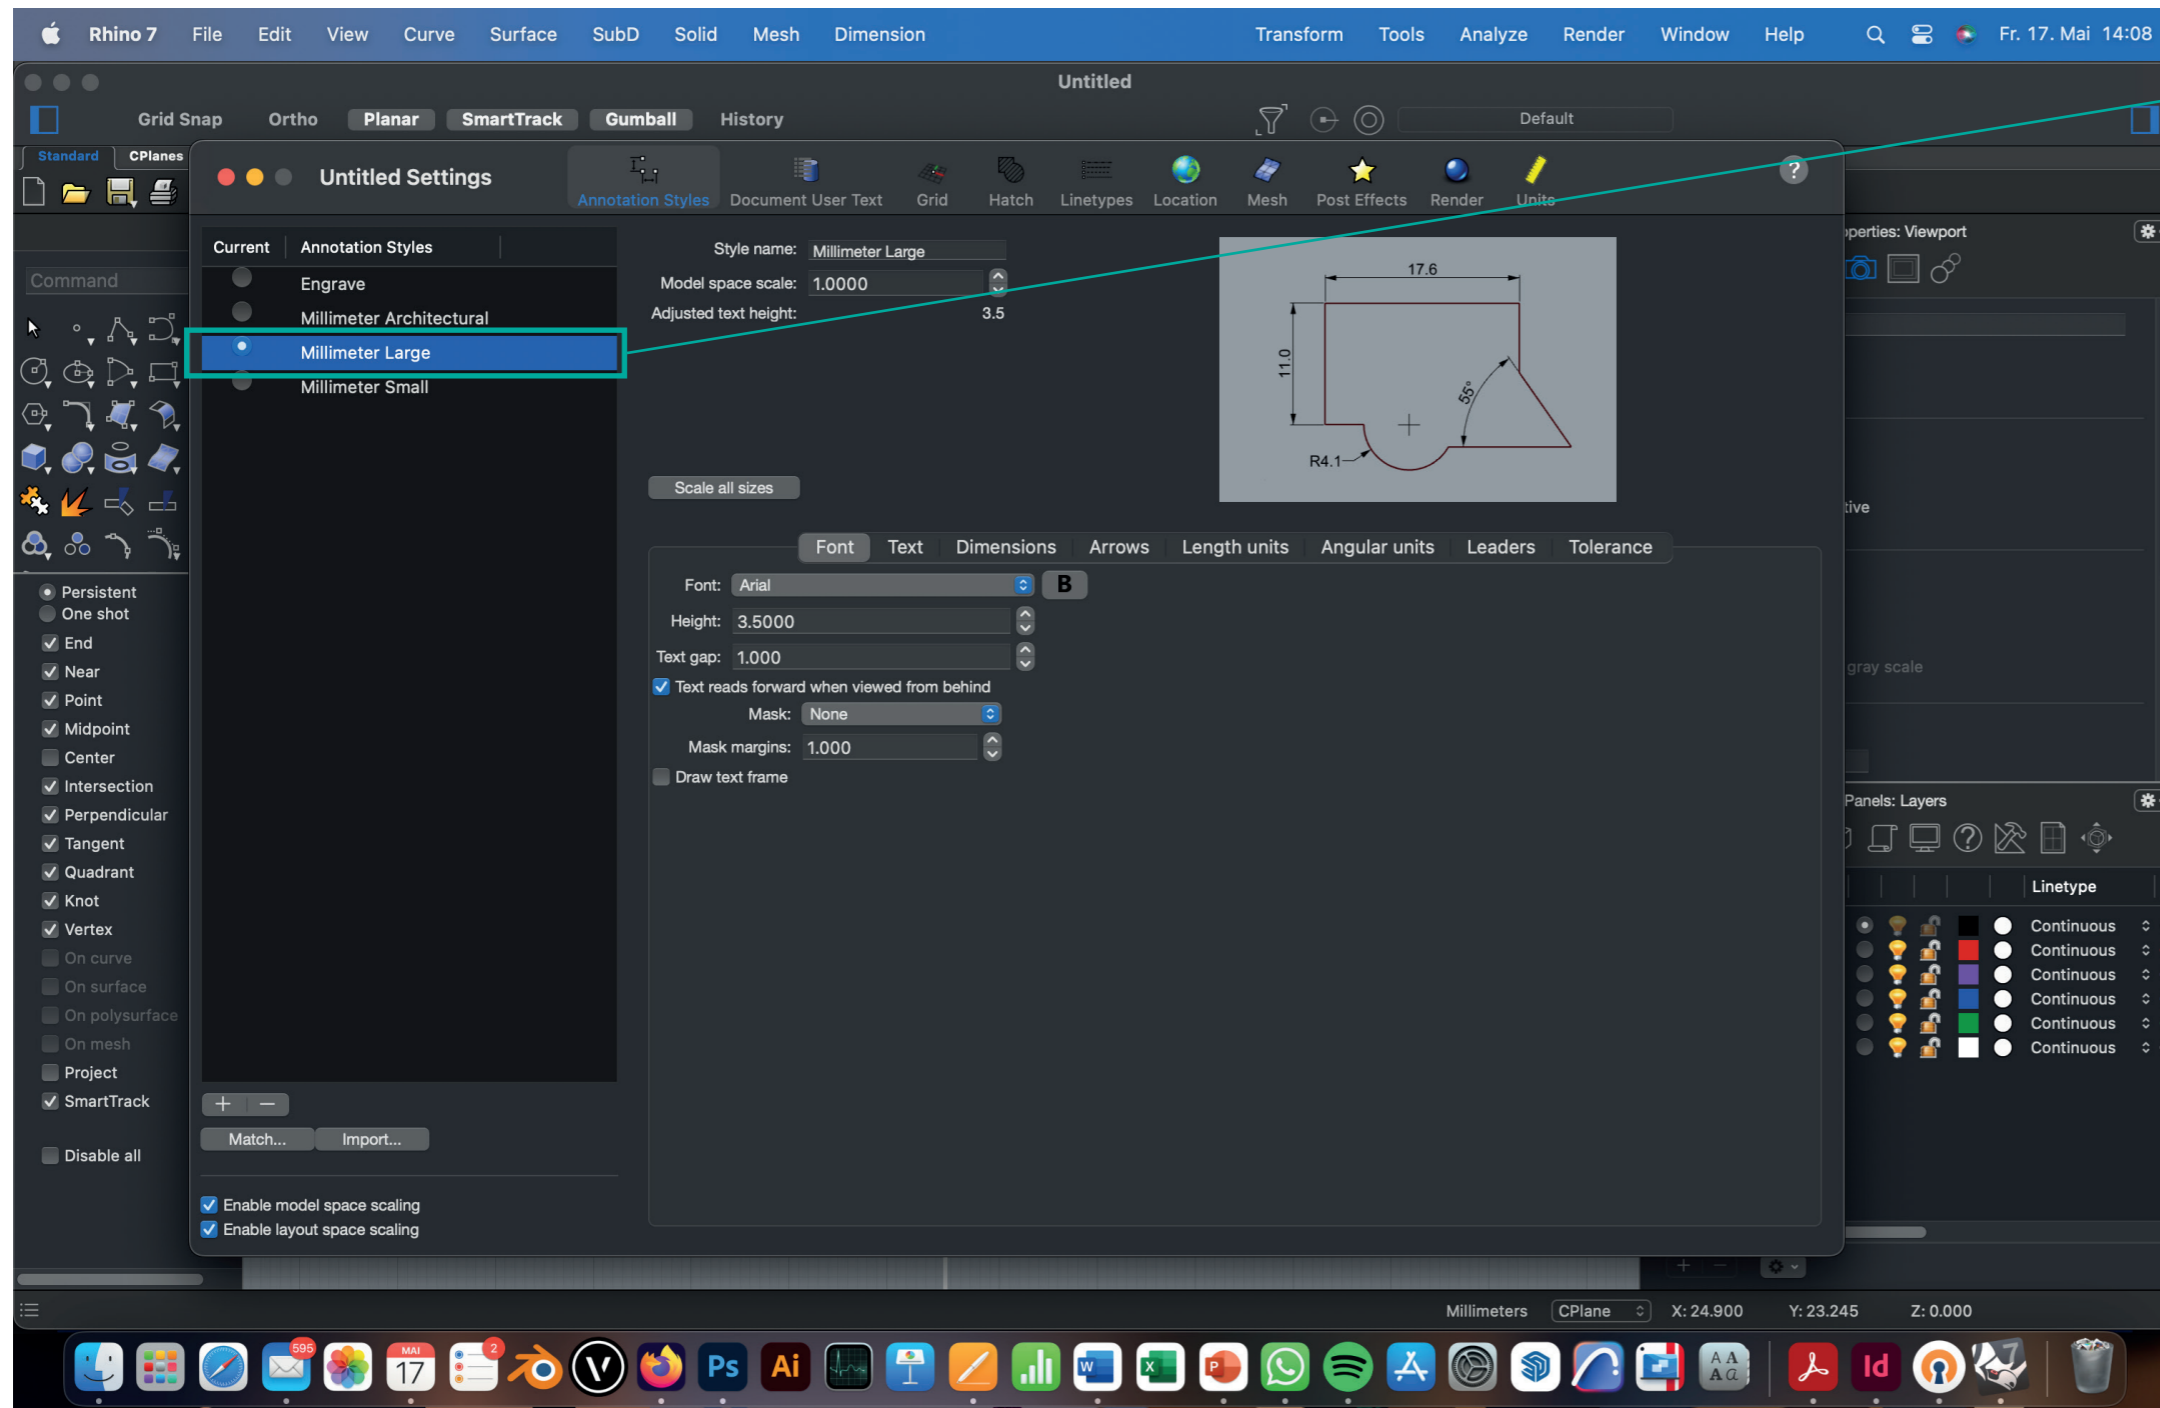 Rhino 7 File Edit View Curve Surface SubD Solid Mesh Dimension Transform Tools Analyze Render Window Help Fr. 17. Mai 14:08
Untitled
Grid Snap Ortho Planar SmartTrack Gumball History Default
Standard CPlanes
Untitled Settings
Annotation Styles Document User Text Grid Hatch Linetypes Location Mesh Post Effects Render Units ?
Current Annotation Styles
Engrave
Millimeter Architectural
Millimeter Large
Millimeter Small
Style name: Millimeter Large
Model space scale: 1.0000
Adjusted text height: 3.5
17.6
11.0
55°
R4.1
Scale all sizes
Font Text Dimensions Arrows Length units Angular units Leaders Tolerance
Font: Arial B
Height: 3.5000
Text gap: 1.000
Text reads forward when viewed from behind
Mask: None
Mask margins: 1.000
Draw text frame
+ −
Match... Import...
Enable model space scaling
Enable layout space scaling
Command
Persistent
One shot
End
Near
Point
Midpoint
Center
Intersection
Perpendicular
Tangent
Quadrant
Knot
Vertex
On curve
On surface
On polysurface
On mesh
Project
SmartTrack
Disable all
perties: Viewport
tive
gray scale
Panels: Layers
Linetype
Continuous
Continuous
Continuous
Continuous
Continuous
Continuous
Millimeters CPlane X: 24.900 Y: 23.245 Z: 0.000
595
MAI
17
2
Ps
Ai
W
X
P
A A
A a
Id
7